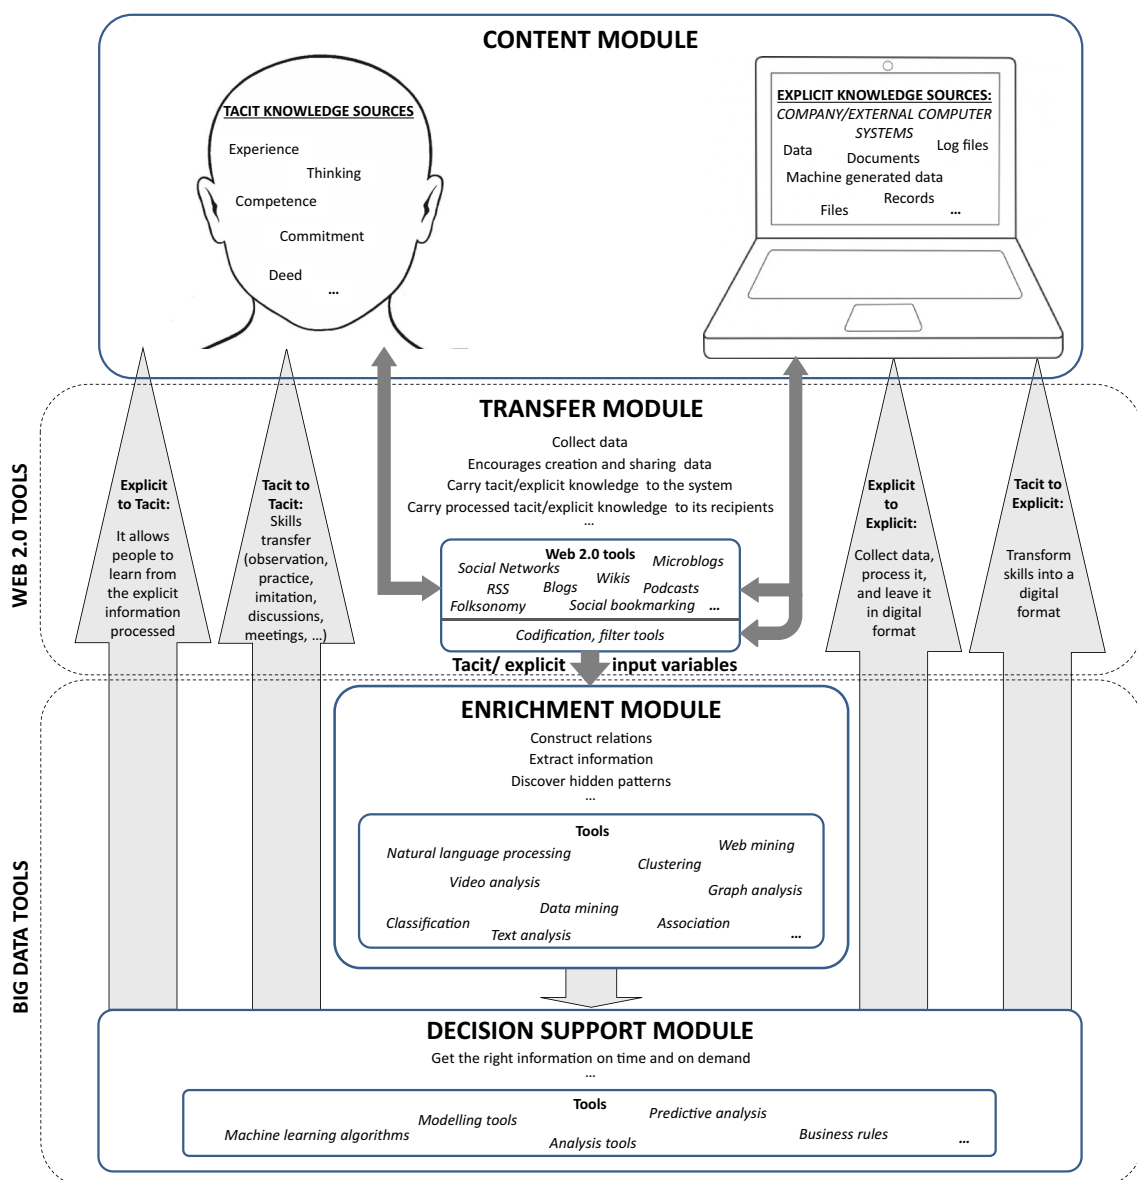 CONTENT MODULE
TACIT KNOWLEDGE SOURCES
Experience
Thinking
Competence
Commitment
Deed
...
EXPLICIT KNOWLEDGE SOURCES:
COMPANY/EXTERNAL COMPUTER
SYSTEMS
Data
Documents
Log files
Machine generated data
Records
Files
...
WEB 2.0 TOOLS
TRANSFER MODULE
Collect data
Encourages creation and sharing data
Carry tacit/explicit knowledge to the system
Carry processed tacit/explicit knowledge to its recipients
...
Explicit
to Tacit:
It allows
people to
learn from
the explicit
information
processed
Tacit to
Tacit:
Skills
transfer
(observation,
practice,
imitation,
discussions,
meetings, ...)
Web 2.0 tools
Social Networks
Microblogs
RSS
Blogs
Wikis
Podcasts
Folksonomy
Social bookmarking
...
Codification, filter tools
Explicit
to
Explicit:
Collect data,
process it,
and leave it
in digital
format
Tacit to
Explicit:
Transform
skills into a
digital
format
Tacit/ explicit input variables
BIG DATA TOOLS
ENRICHMENT MODULE
Construct relations
Extract information
Discover hidden patterns
...
Tools
Natural language processing
Web mining
Clustering
Video analysis
Graph analysis
Data mining
Classification
Association
Text analysis
...
DECISION SUPPORT MODULE
Get the right information on time and on demand
...
Tools
Machine learning algorithms
Modelling tools
Predictive analysis
Analysis tools
Business rules
...